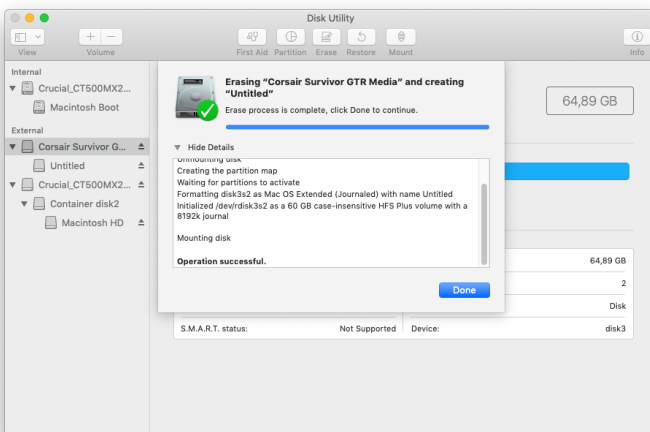 Disk Utility
View
Volume
First Aid
Partition
Erase
Restore
Mount
Info
Internal
Crucial_CT500MX2...
Macintosh Boot
External
Corsair Survivor G...
Untitled
Crucial_CT500MX2...
Container disk2
Macintosh HD
Erasing “Corsair Survivor GTR Media” and creating
“Untitled”
Erase process is complete, click Done to continue.
Hide Details
Unmounting disk
Creating the partition map
Waiting for partitions to activate
Formatting disk3s2 as Mac OS Extended (Journaled) with name Untitled
Initialized /dev/rdisk3s2 as a 60 GB case-insensitive HFS Plus volume with a
8192k journal
Mounting disk
Operation successful.
Done
64,89 GB
64,89 GB
2
Disk
S.M.A.R.T. status: Not Supported
Device: disk3